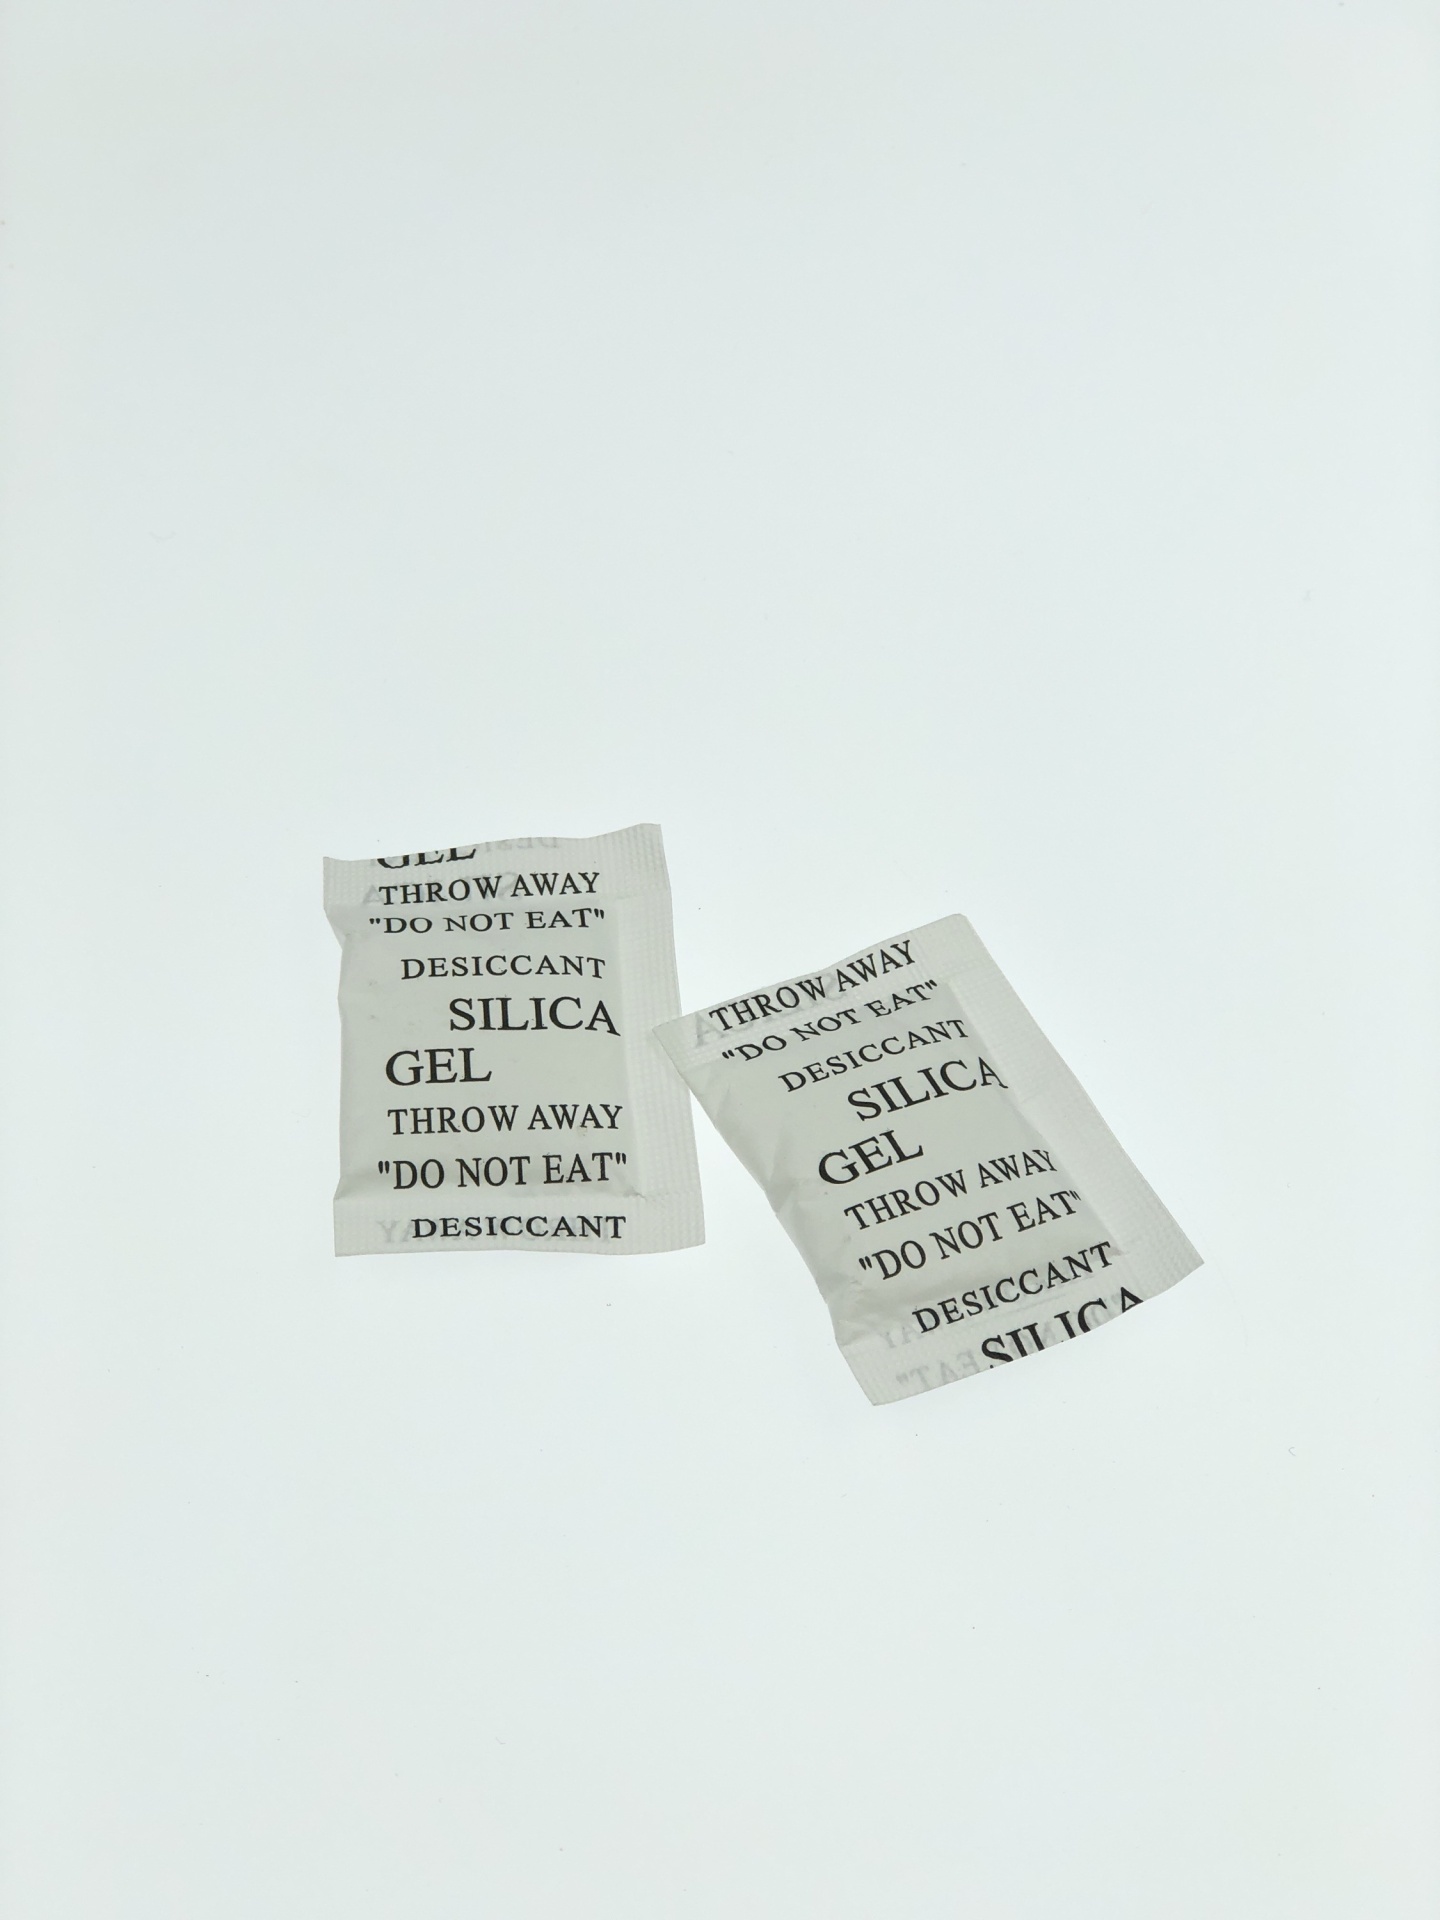 GEL
THROW AWAY
"DO NOT EAT"
DESICCANT
SILICA
GEL
THROW AWAY
"DO NOT EAT"
DESICCANT
THROW AWAY
"DO NOT EAT"
DESICCANT
SILICA
GEL
THROW AWAY
"DO NOT EAT"
DESICCANT
SILICA